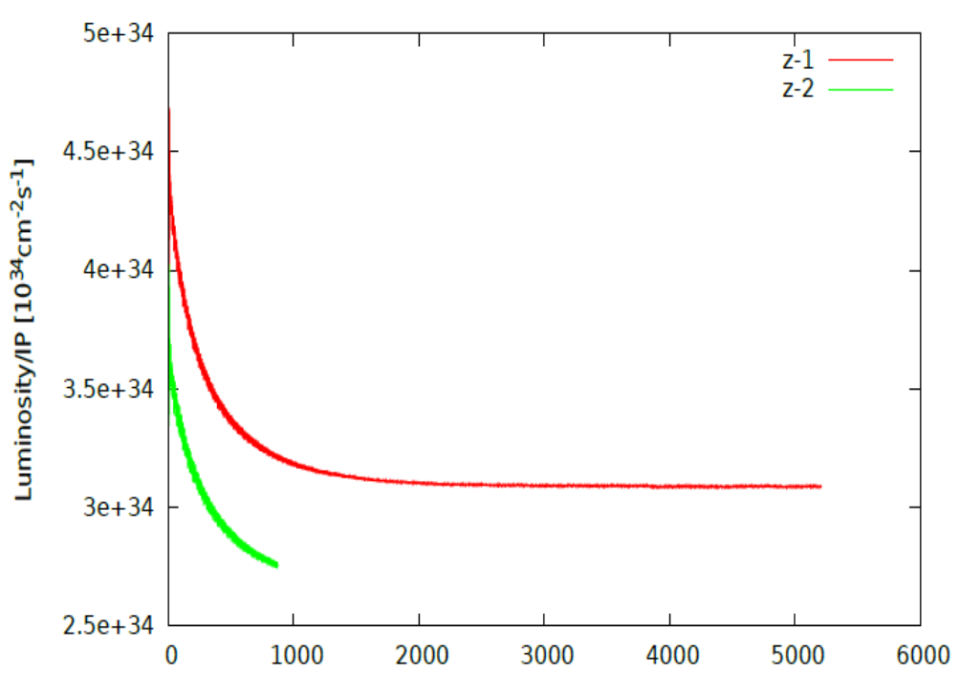 5e+34
z-1
z-2
4.5e+34
4e+34
3.5e+34
3e+34
2.5e+34
Luminosity/IP [10³⁴cm⁻²s⁻¹]
0 1000 2000 3000 4000 5000 6000